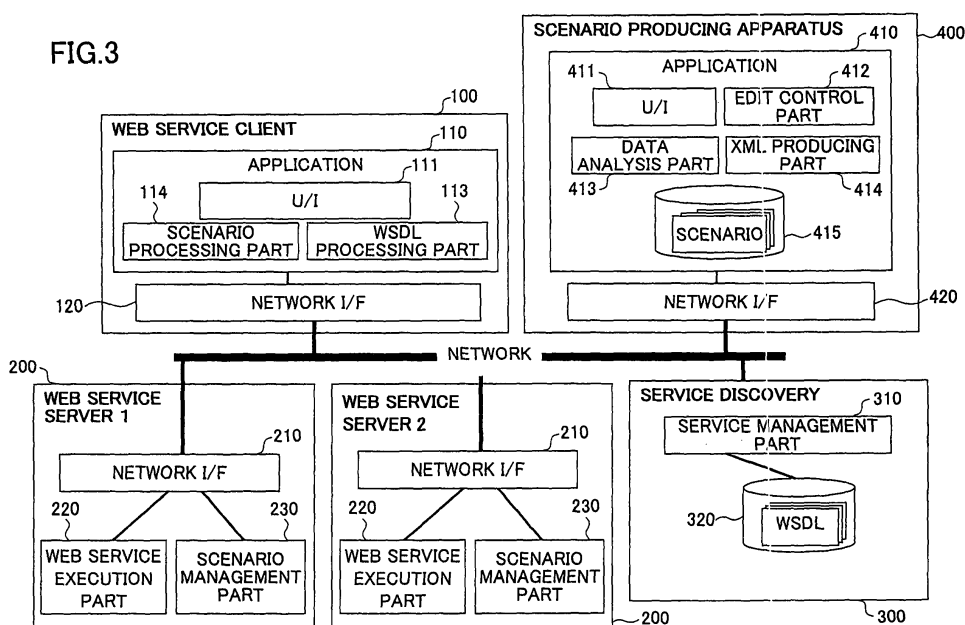 FIG.3
SCENARIO PRODUCING APPARATUS
400
410
APPLICATION
411
412
U/I
EDIT CONTROL
PART
DATA
ANALYSIS PART
XML PRODUCING
PART
413
414
SCENARIO
415
NETWORK I/F
420
100
WEB SERVICE CLIENT
110
APPLICATION
111
U/I
114
113
SCENARIO
PROCESSING PART
WSDL
PROCESSING PART
120
NETWORK I/F
NETWORK
200
WEB SERVICE
SERVER 1
210
NETWORK I/F
220
230
WEB SERVICE
EXECUTION
PART
SCENARIO
MANAGEMENT
PART
WEB SERVICE
SERVER 2
210
NETWORK I/F
220
230
WEB SERVICE
EXECUTION
PART
SCENARIO
MANAGEMENT
PART
200
SERVICE DISCOVERY
310
SERVICE MANAGEMENT
PART
320
WSDL
300